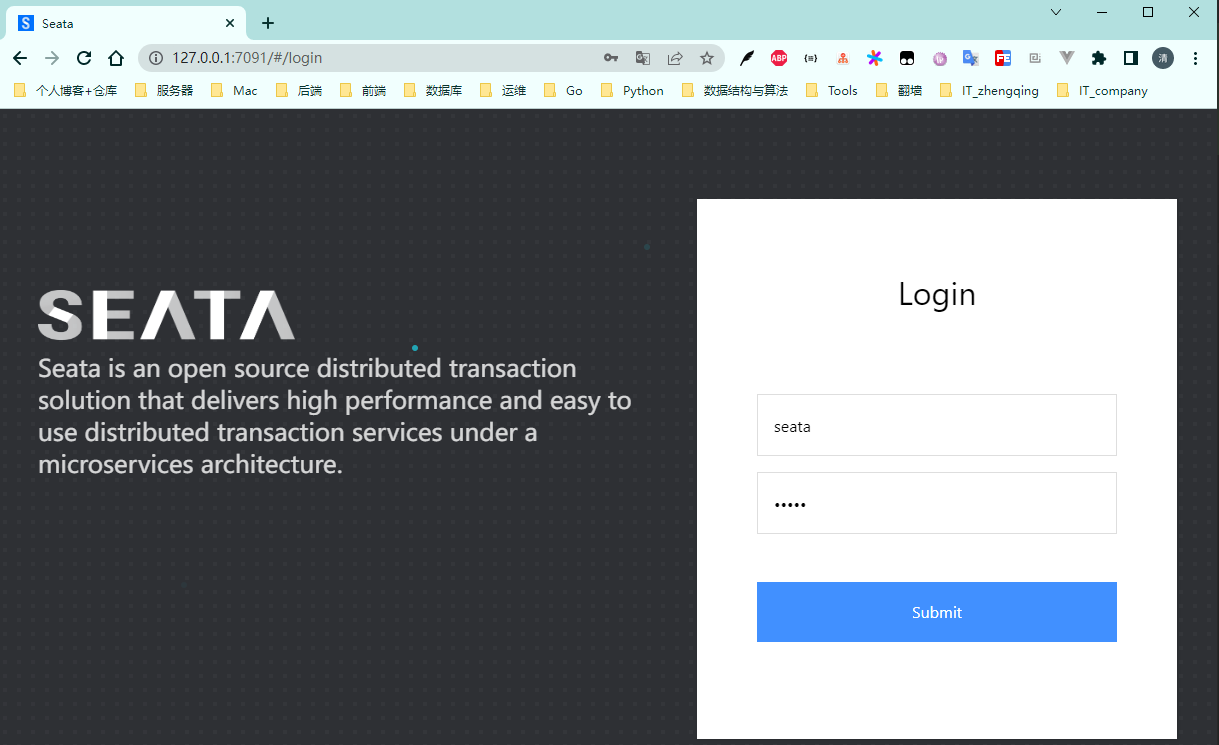 Seata
127.0.0.1:7091/#/login
ABP
清
个人博客+仓库 服务器 Mac 后端 前端 数据库 运维 Go Python 数据结构与算法 Tools 翻墙 IT_zhengqing IT_company
SEATA
Seata is an open source distributed transaction
solution that delivers high performance and easy to
use distributed transaction services under a
microservices architecture.
Login
seata
•••••
Submit